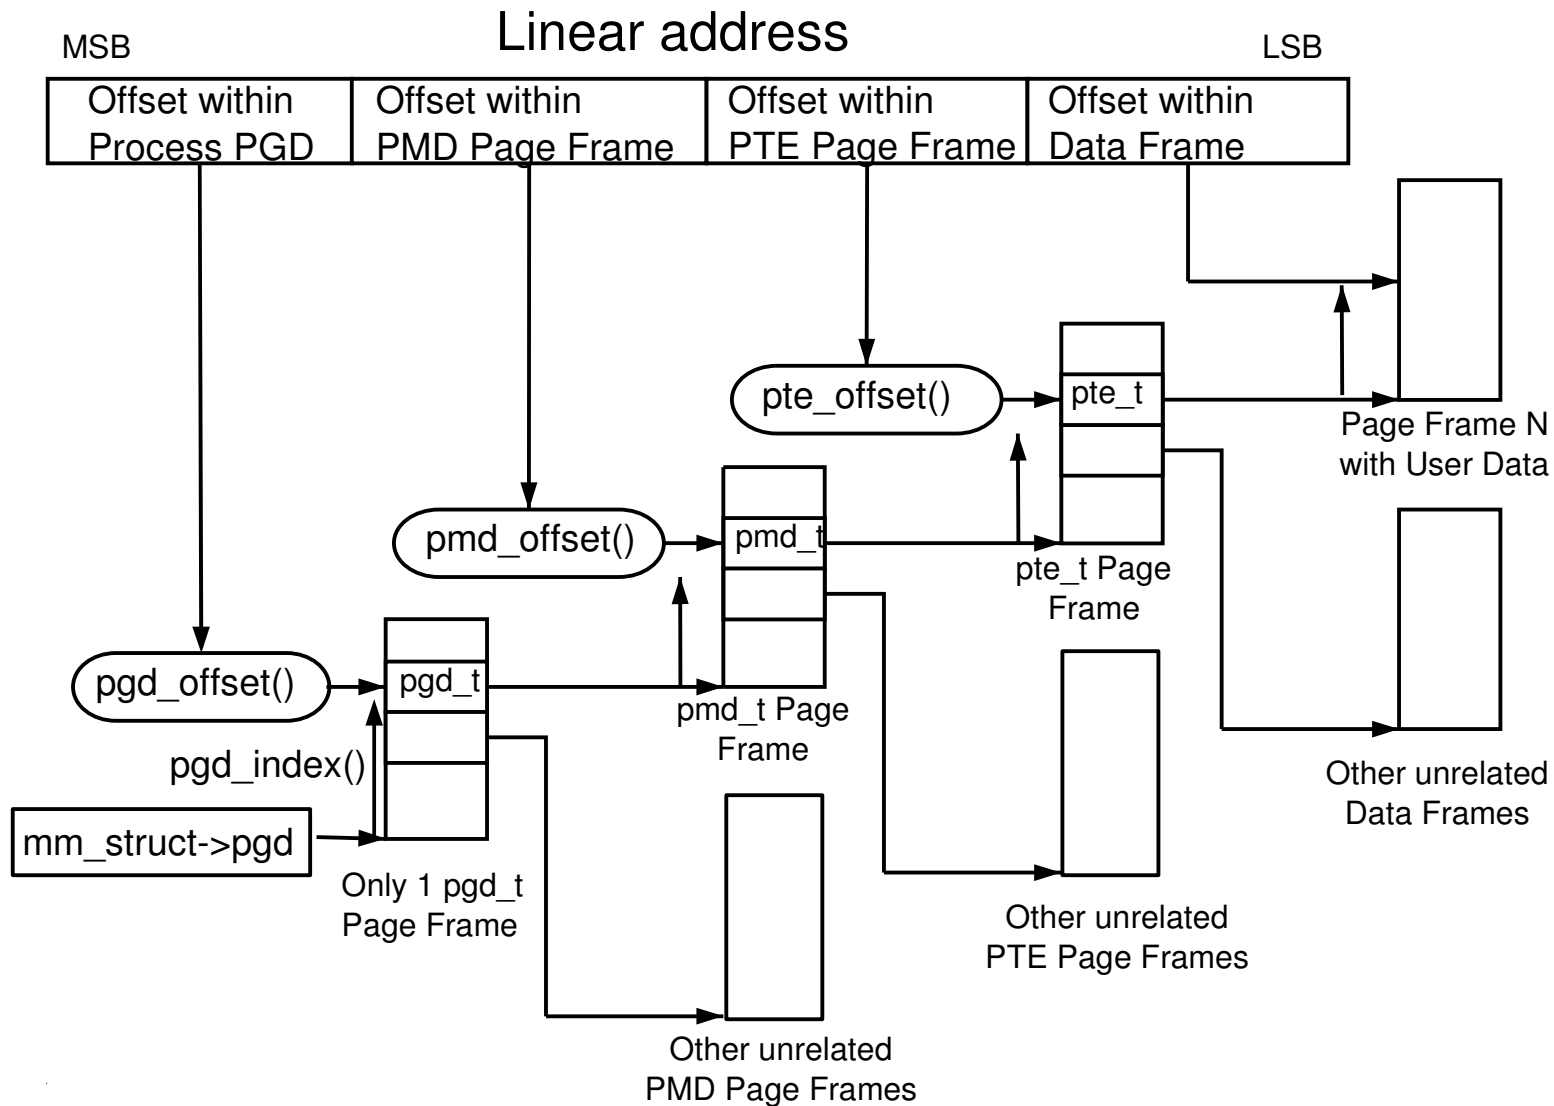 Linear address
MSB
LSB
Offset within
Process PGD
Offset within
PMD Page Frame
Offset within
PTE Page Frame
Offset within
Data Frame
pte_offset()
pte_t
Page Frame N
with User Data
pmd_offset()
pmd_t
pte_t Page
Frame
pgd_offset()
pgd_t
pmd_t Page
Frame
pgd_index()
mm_struct->pgd
Other unrelated
Data Frames
Only 1 pgd_t
Page Frame
Other unrelated
PTE Page Frames
Other unrelated
PMD Page Frames